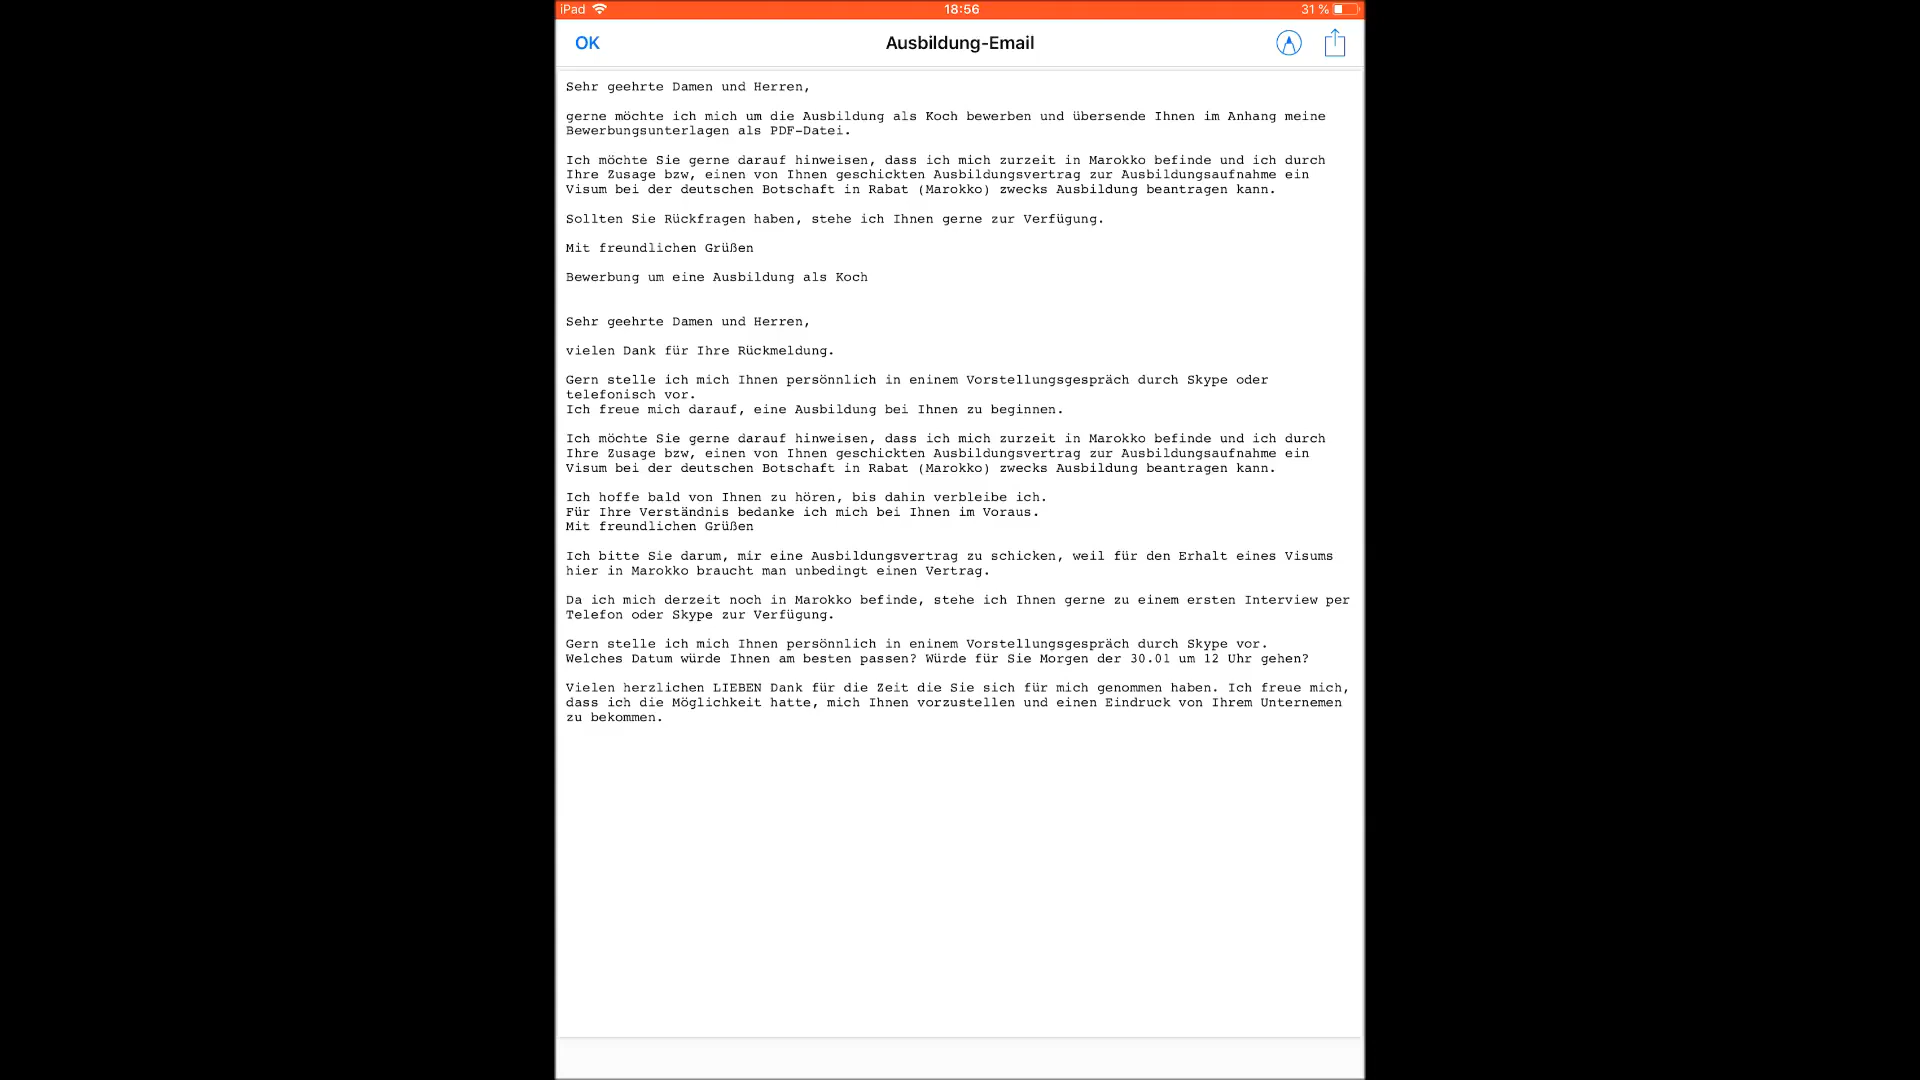 iPad 18:56 31 %
OK Ausbildung-Email
Sehr geehrte Damen und Herren,
gerne möchte ich mich um die Ausbildung als Koch bewerben und übersende Ihnen im Anhang meine
Bewerbungsunterlagen als PDF-Datei.
Ich möchte Sie gerne darauf hinweisen, dass ich mich zurzeit in Marokko befinde und ich durch
Ihre Zusage bzw, einen von Ihnen geschickten Ausbildungsvertrag zur Ausbildungsaufnahme ein
Visum bei der deutschen Botschaft in Rabat (Marokko) zwecks Ausbildung beantragen kann.
Sollten Sie Rückfragen haben, stehe ich Ihnen gerne zur Verfügung.
Mit freundlichen Grüßen
Bewerbung um eine Ausbildung als Koch
Sehr geehrte Damen und Herren,
vielen Dank für Ihre Rückmeldung.
Gern stelle ich mich Ihnen persönnlich in eninem Vorstellungsgespräch durch Skype oder
telefonisch vor.
Ich freue mich darauf, eine Ausbildung bei Ihnen zu beginnen.
Ich möchte Sie gerne darauf hinweisen, dass ich mich zurzeit in Marokko befinde und ich durch
Ihre Zusage bzw, einen von Ihnen geschickten Ausbildungsvertrag zur Ausbildungsaufnahme ein
Visum bei der deutschen Botschaft in Rabat (Marokko) zwecks Ausbildung beantragen kann.
Ich hoffe bald von Ihnen zu hören, bis dahin verbleibe ich.
Für Ihre Verständnis bedanke ich mich bei Ihnen im Voraus.
Mit freundlichen Grüßen
Ich bitte Sie darum, mir eine Ausbildungsvertrag zu schicken, weil für den Erhalt eines Visums
hier in Marokko braucht man unbedingt einen Vertrag.
Da ich mich derzeit noch in Marokko befinde, stehe ich Ihnen gerne zu einem ersten Interview per
Telefon oder Skype zur Verfügung.
Gern stelle ich mich Ihnen persönnlich in eninem Vorstellungsgespräch durch Skype vor.
Welches Datum würde Ihnen am besten passen? Würde für Sie Morgen der 30.01 um 12 Uhr gehen?
Vielen herzlichen LIEBEN Dank für die Zeit die Sie sich für mich genommen haben. Ich freue mich,
dass ich die Möglichkeit hatte, mich Ihnen vorzustellen und einen Eindruck von Ihrem Unternemen
zu bekommen.